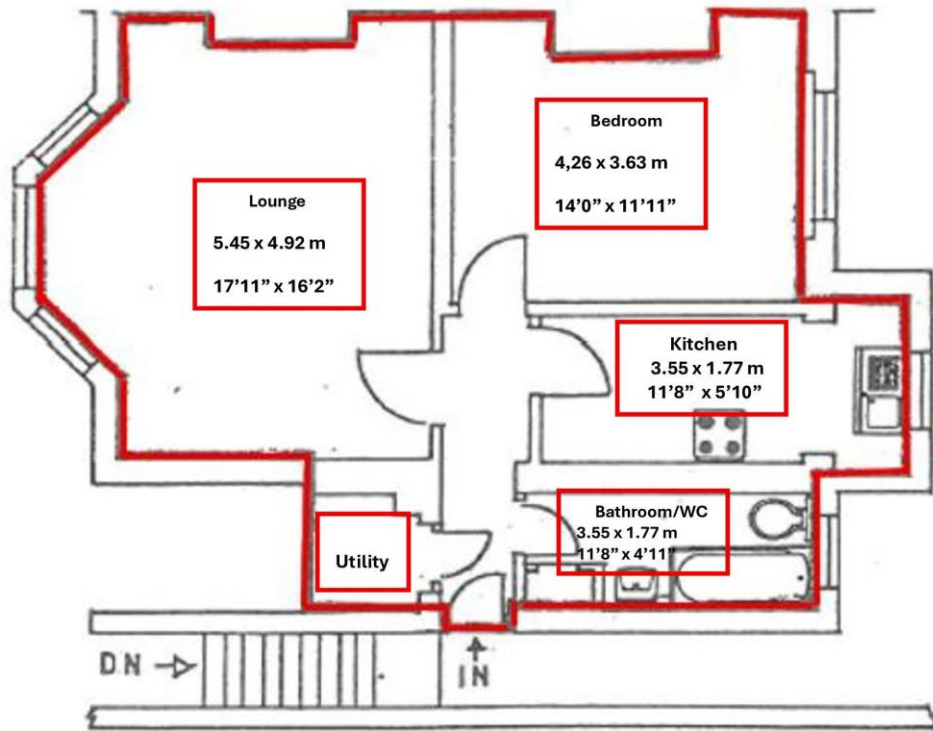 Bedroom
4,26 x 3.63 m
14’0” x 11’11”
Lounge
5.45 x 4.92 m
17’11” x 16’2”
Kitchen
3.55 x 1.77 m
11’8” x 5’10”
Bathroom/WC
3.55 x 1.77 m
11’8” x 4’11”
Utility
DN
IN